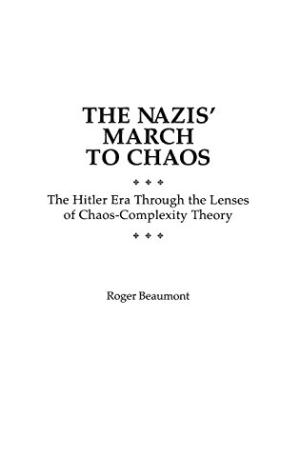 THE NAZIS'
MARCH
TO CHAOS
The Hitler Era Through the Lenses
of Chaos-Complexity Theory
Roger Beaumont